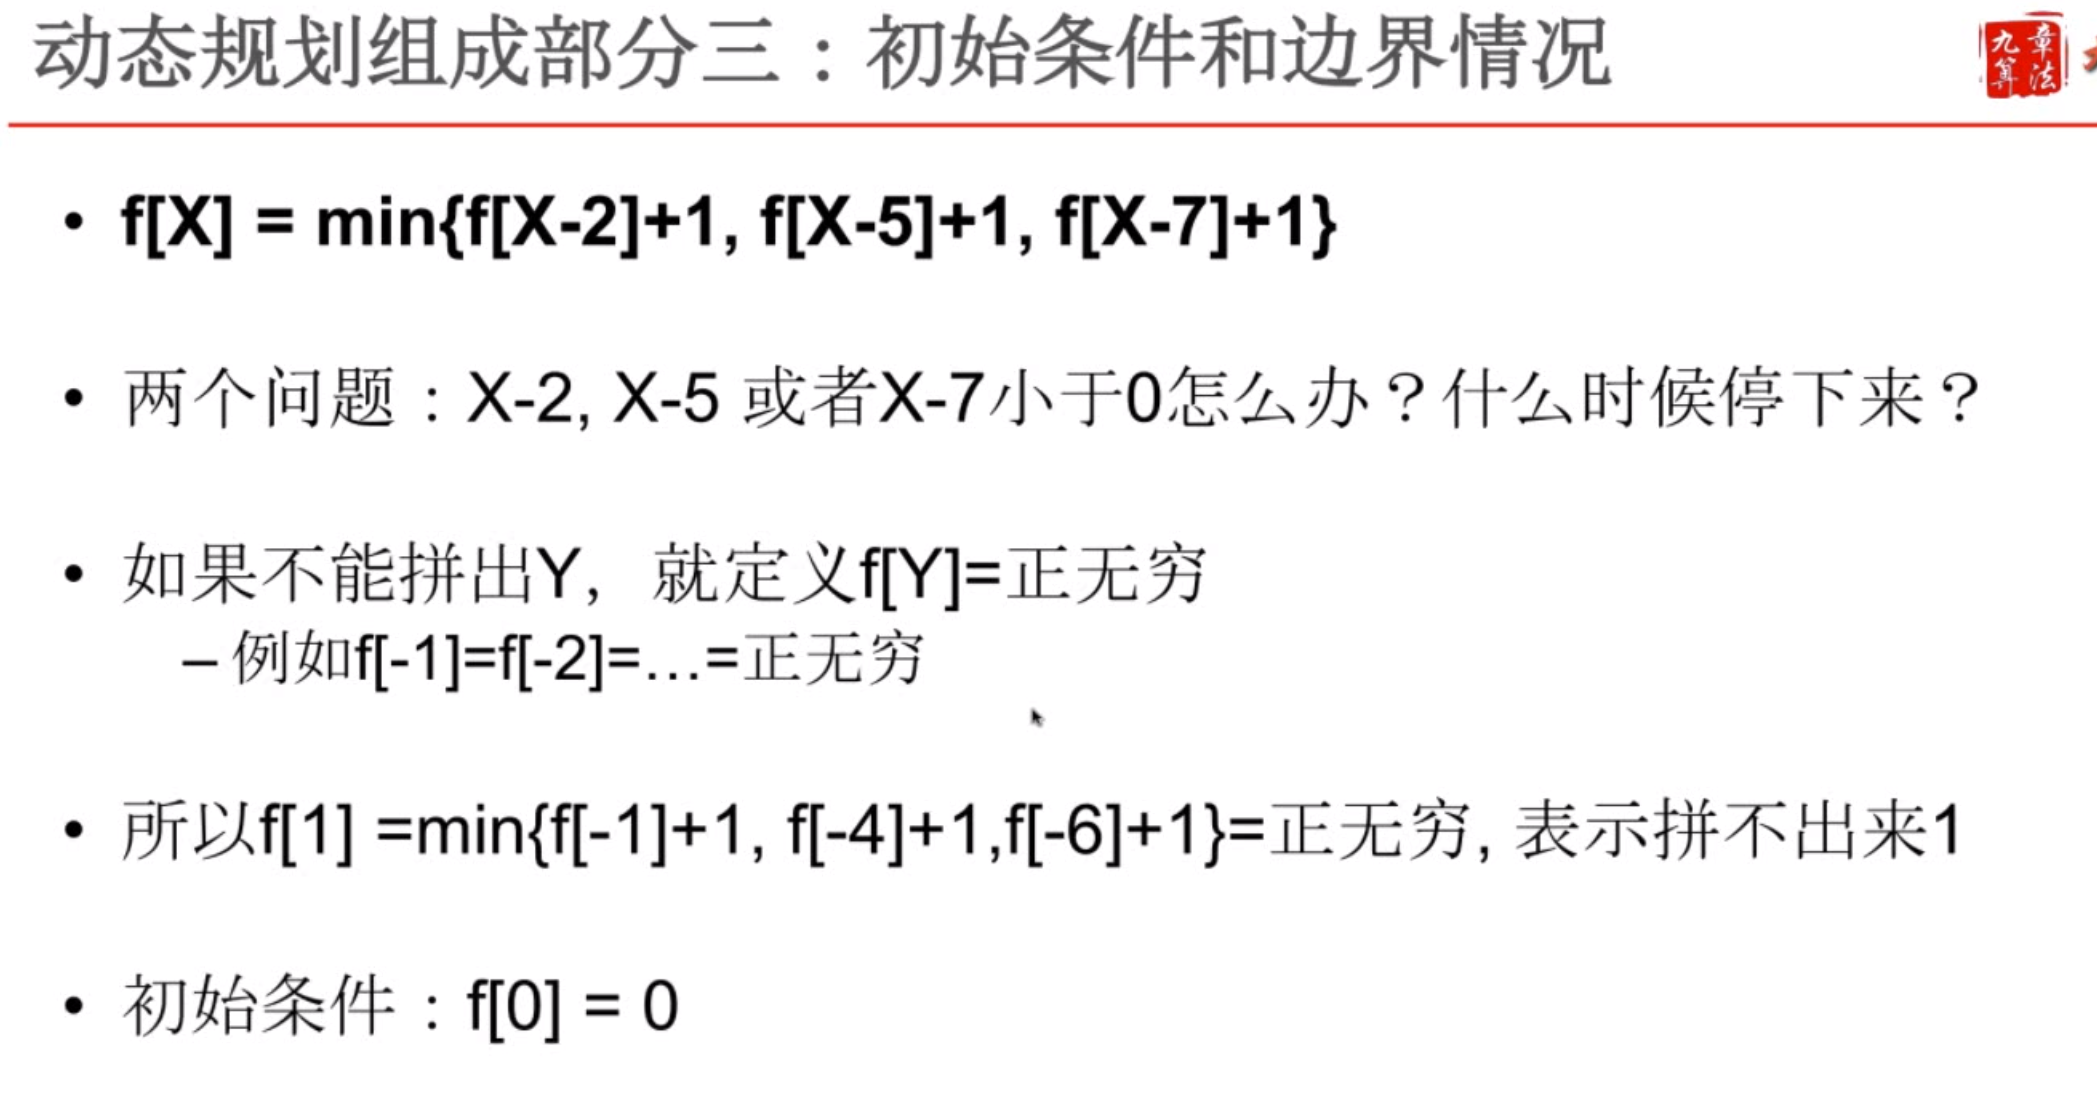 动态规划组成部分三：初始条件和边界情况
九章算法
• f[X] = min{f[X-2]+1, f[X-5]+1, f[X-7]+1}
• 两个问题：X-2, X-5 或者X-7小于0怎么办？什么时候停下来？
• 如果不能拼出Y，就定义f[Y]=正无穷
– 例如f[-1]=f[-2]=…=正无穷
• 所以f[1] =min{f[-1]+1, f[-4]+1,f[-6]+1}=正无穷, 表示拼不出来1
• 初始条件：f[0] = 0